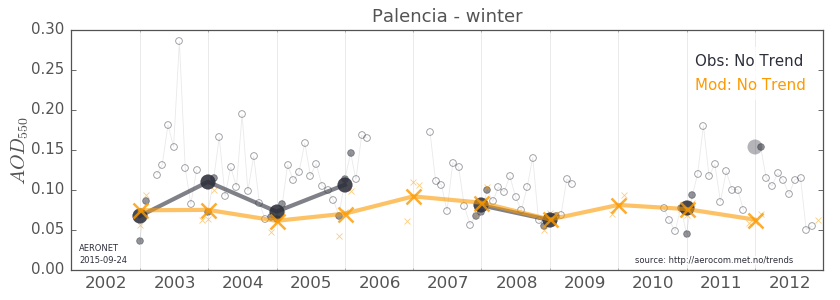 Palencia - winter
0.30
0.25
0.20
0.15
0.10
0.05
0.00
AOD550
Obs: No Trend
Mod: No Trend
AERONET
2015-09-24
source: http://aerocom.met.no/trends
2002 2003 2004 2005 2006 2007 2008 2009 2010 2011 2012